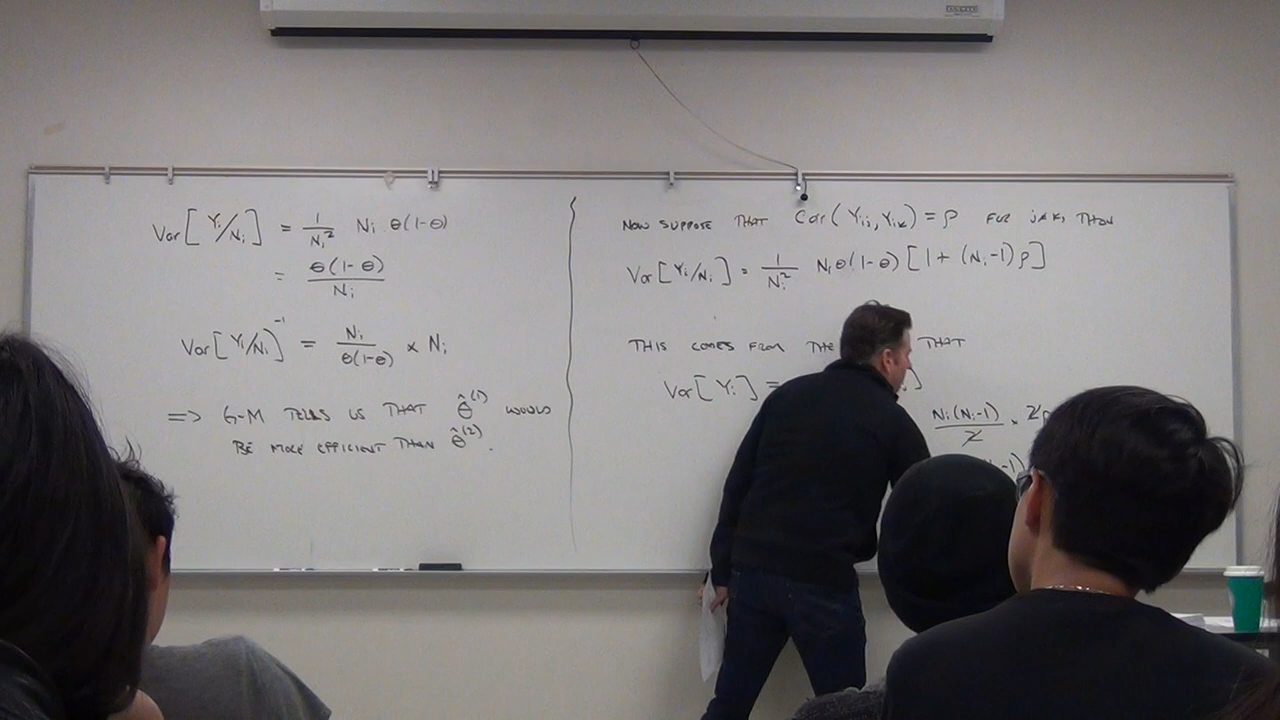 Var[Yi/Ni] = 1/Ni² Ni θ(1-θ)
= θ(1-θ)/Ni
Var[Yi/Ni]⁻¹ = Ni/θ(1-θ) ∝ Ni
=> G-M TELLS US THAT θ̂⁽¹⁾ WOULD
BE MORE EFFICIENT THAN θ̂⁽²⁾.
NOW SUPPOSE THAT Cor(Yij, Yik) = ρ FOR j≠k, THEN
Var[Yi/Ni] = 1/Ni² Niθ(1-θ)[1 + (Ni-1)ρ]
THIS COMES FROM THE THAT
Var[Yi] =
Ni(Ni-1)/2 · 2ρ